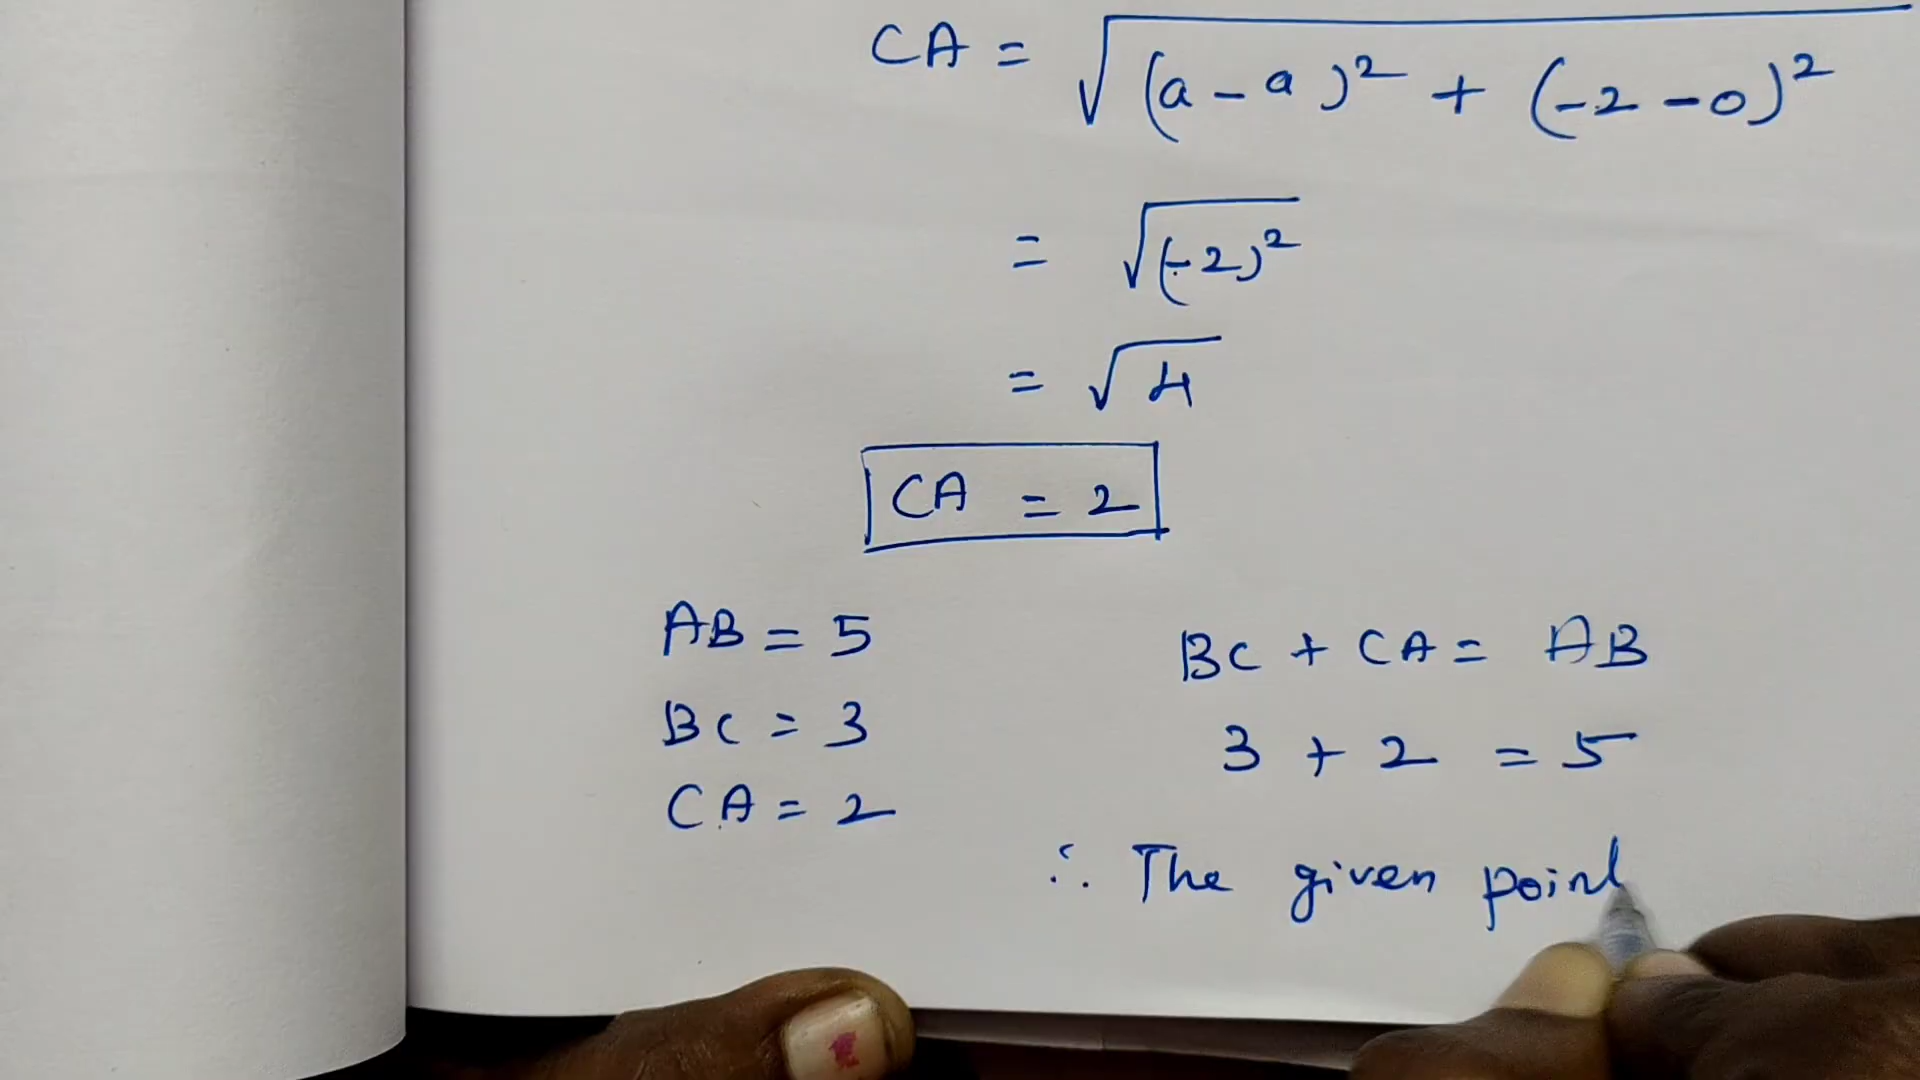 CA = √(a-a)² + (-2-0)²
= √(-2)²
= √4
CA = 2
AB = 5
BC = 3
CA = 2
BC + CA = AB
3 + 2 = 5
∴ The given point